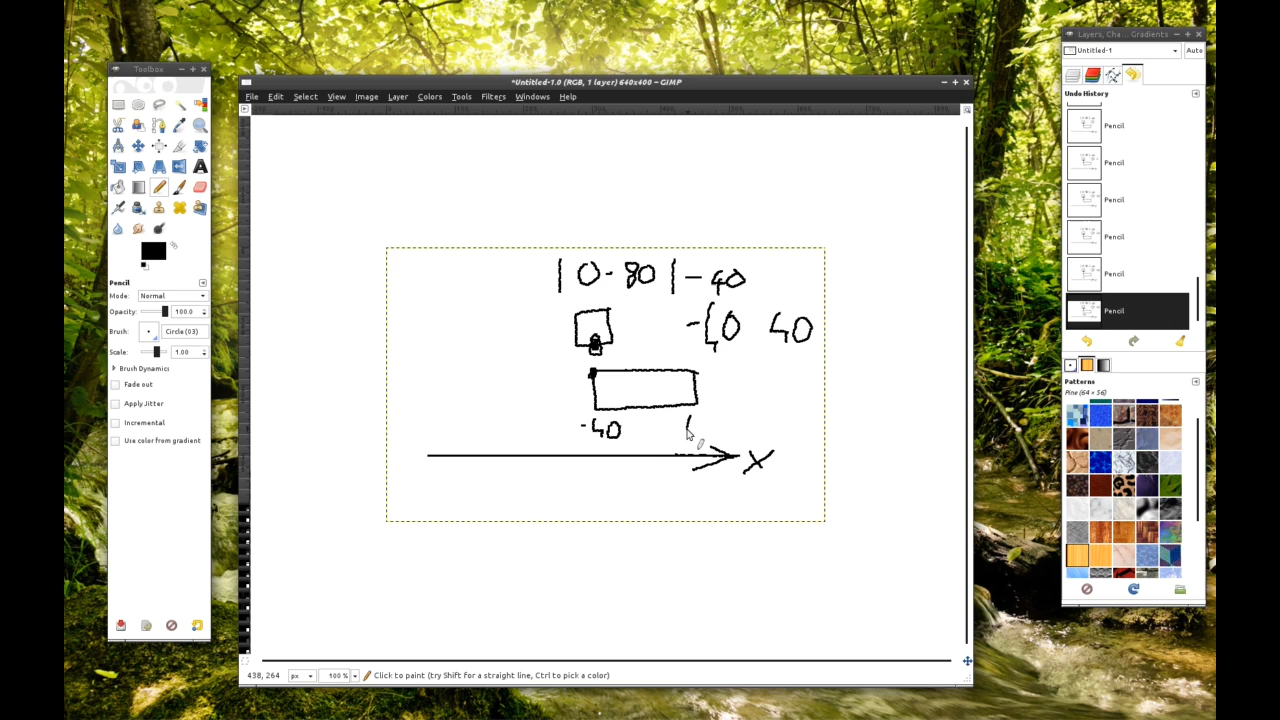 Toolbox
*Untitled-1.0 (RGB, 1 layer) 640x400 – GIMP
Layers, Cha... Gradients
File Edit Select View Image Layer Colors Tools Filters Windows Help
Untitled-1 Auto
Undo History
Pencil
Pencil
Pencil
Pencil
Pencil
Pencil
Pencil
Mode: Normal
Opacity: 100.0
Brush: Circle (03)
Scale: 1.00
Brush Dynamics
Fade out
Apply Jitter
Incremental
Use color from gradient
| 0-80 | - 40
-40 40
-40
X
Patterns
Pine (64 × 56)
438, 264 px 100 % Click to paint (try Shift for a straight line, Ctrl to pick a color)